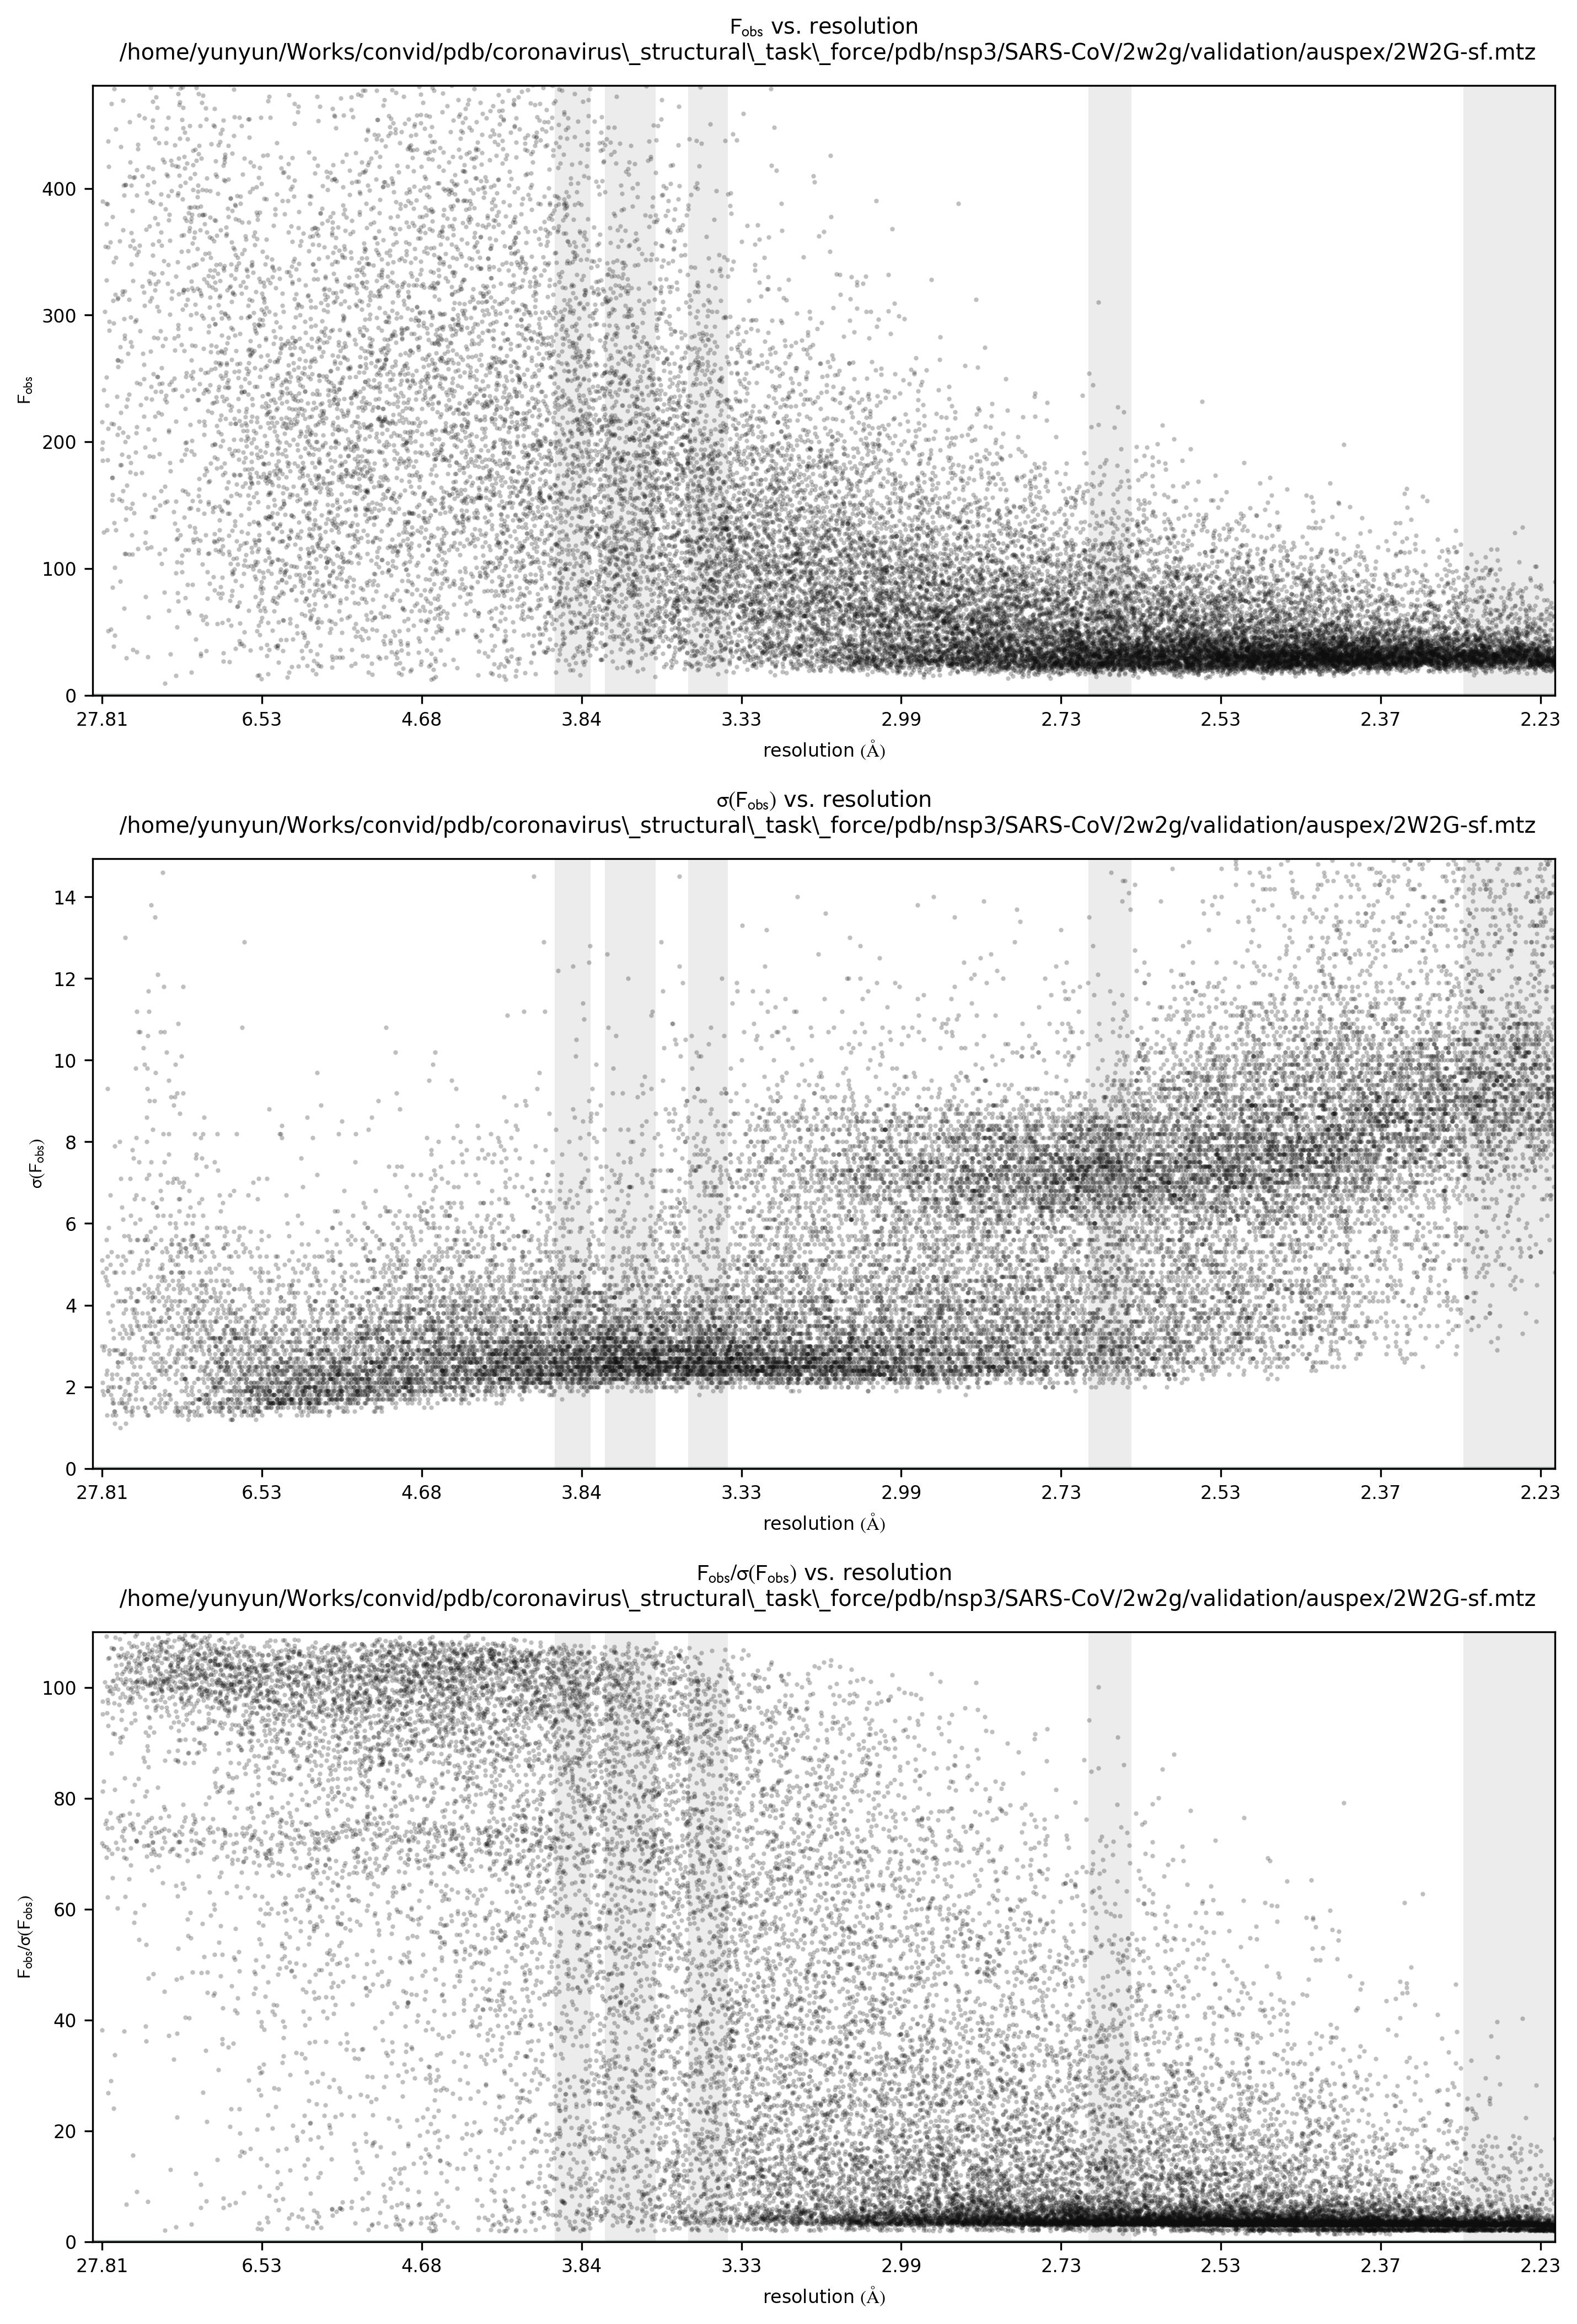 Fobs vs. resolution
/home/yunyun/Works/convid/pdb/coronavirus\_structural\_task\_force/pdb/nsp3/SARS-CoV/2w2g/validation/auspex/2W2G-sf.mtz
400
300
Fobs
200
100
0
27.81 6.53 4.68 3.84 3.33 2.99 2.73 2.53 2.37 2.23
resolution (Å)
σ(Fobs) vs. resolution
/home/yunyun/Works/convid/pdb/coronavirus\_structural\_task\_force/pdb/nsp3/SARS-CoV/2w2g/validation/auspex/2W2G-sf.mtz
14
12
10
8
σ(Fobs)
6
4
2
0
27.81 6.53 4.68 3.84 3.33 2.99 2.73 2.53 2.37 2.23
resolution (Å)
Fobs/σ(Fobs) vs. resolution
/home/yunyun/Works/convid/pdb/coronavirus\_structural\_task\_force/pdb/nsp3/SARS-CoV/2w2g/validation/auspex/2W2G-sf.mtz
100
80
60
Fobs/σ(Fobs)
40
20
0
27.81 6.53 4.68 3.84 3.33 2.99 2.73 2.53 2.37 2.23
resolution (Å)